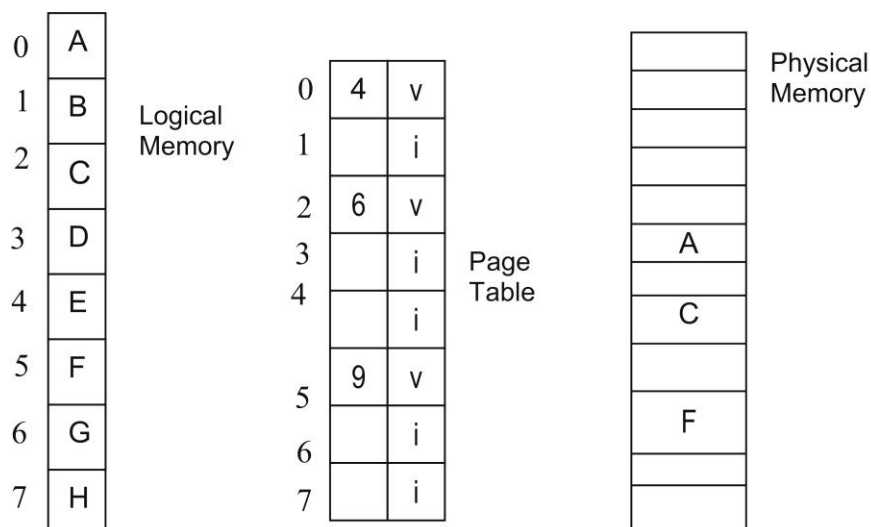 0 A
1 B
2 C
3 D
4 E
5 F
6 G
7 H
Logical
Memory
0 4 v
1 i
2 6 v
3 i
4 i
5 9 v
6 i
7 i
Page
Table
A
C
F
Physical
Memory